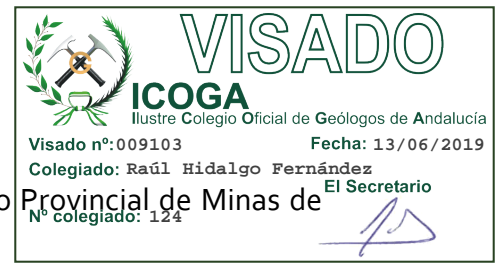 VISADO
ICOGA
Ilustre Colegio Oficial de Geólogos de Andalucía
Visado nº:009103 Fecha: 13/06/2019
Colegiado: Raúl Hidalgo Fernández
El Secretario
o Provincial de Minas de
Nº colegiado: 124